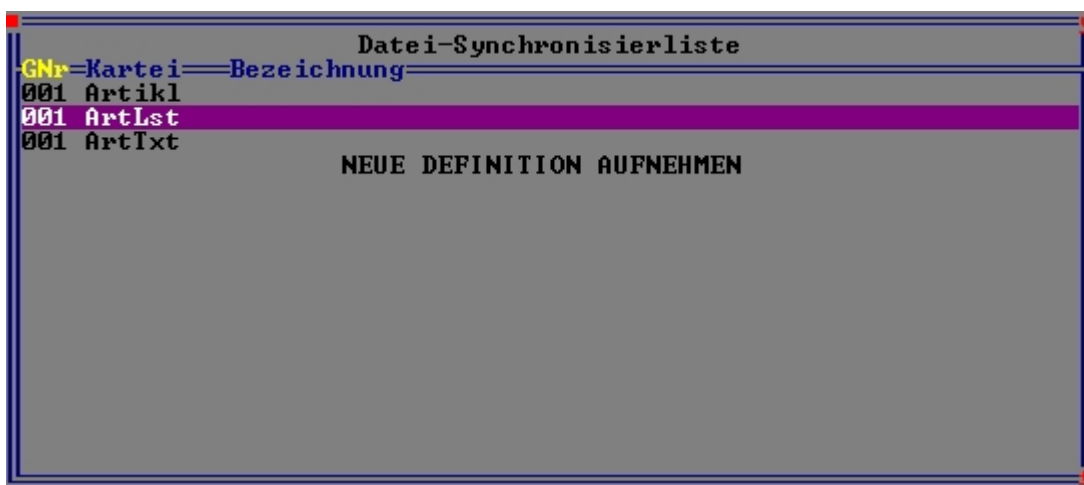 Datei-Synchronisierliste
GNr Kartei Bezeichnung
001 Artikl
001 ArtLst
001 ArtTxt
NEUE DEFINITION AUFNEHMEN